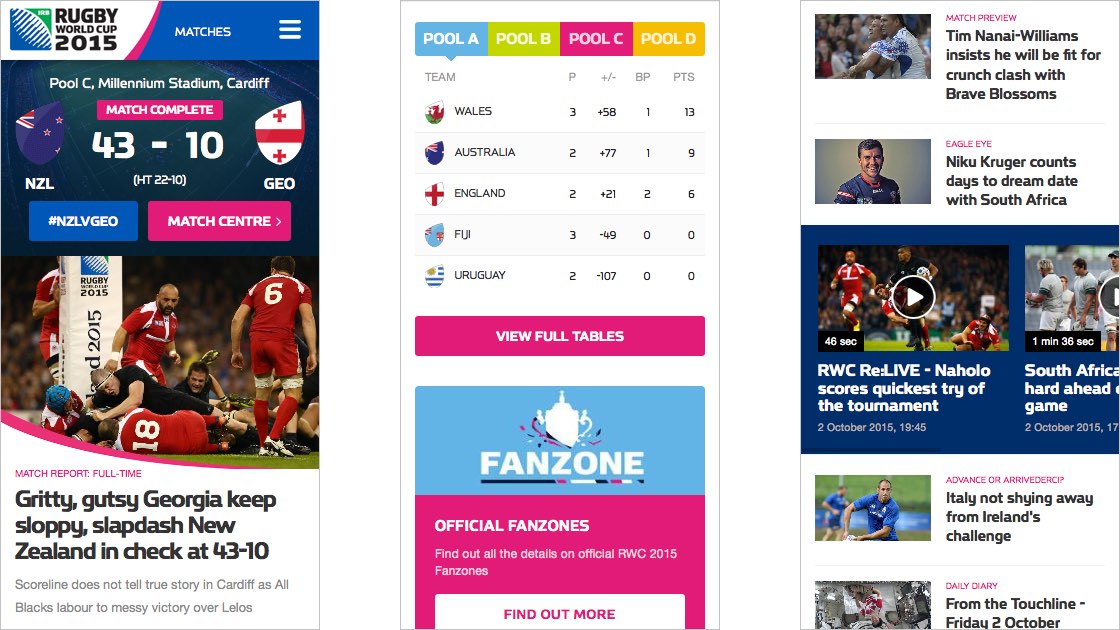 IRB
RUGBY
WORLD CUP
2015
MATCHES
Pool C, Millennium Stadium, Cardiff
MATCH COMPLETE
43 - 10
(HT 22-10)
NZL
GEO
#NZLVGEO
MATCH CENTRE >
RUGBY
WORLD CUP
2015
2015
6
18
MATCH REPORT: FULL-TIME
Gritty, gutsy Georgia keep
sloppy, slapdash New
Zealand in check at 43-10
Scoreline does not tell true story in Cardiff as All
Blacks labour to messy victory over Lelos
POOL A POOL B POOL C POOL D
TEAM P +/- BP PTS
WALES 3 +58 1 13
AUSTRALIA 2 +77 1 9
ENGLAND 2 +21 2 6
FIJI 3 -49 0 0
URUGUAY 2 -107 0 0
VIEW FULL TABLES
FANZONE
OFFICIAL FANZONES
Find out all the details on official RWC 2015
Fanzones
FIND OUT MORE
MATCH PREVIEW
Tim Nanai-Williams
insists he will be fit for
crunch clash with
Brave Blossoms
EAGLE EYE
Niku Kruger counts
days to dream date
with South Africa
46 sec
RWC Re:LIVE - Naholo
scores quickest try of
the tournament
2 October 2015, 19:45
1 min 36 sec
South Africa
hard ahead
game
2 October 2015, 17
ADVANCE OR ARRIVEDERCI?
Italy not shying away
from Ireland's
challenge
DAILY DIARY
From the Touchline -
Friday 2 October